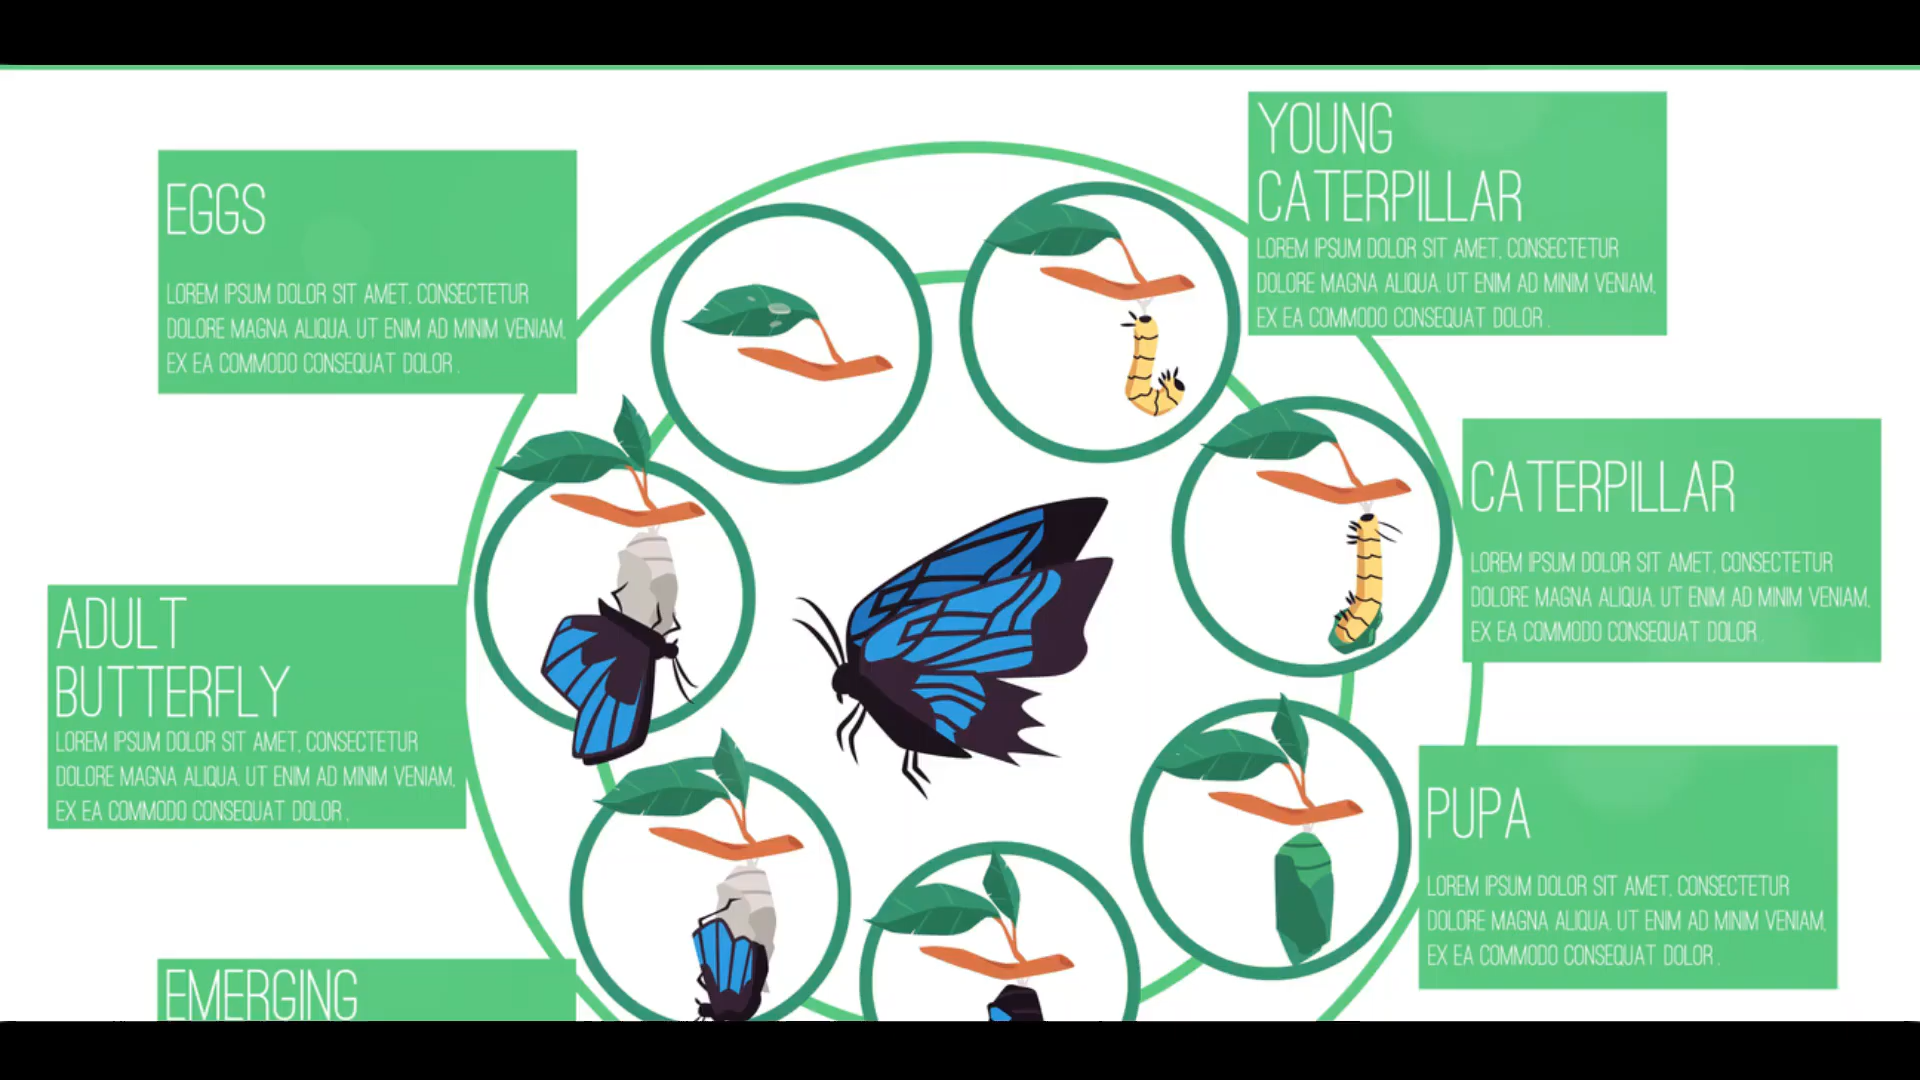 EGGS
LOREM IPSUM DOLOR SIT AMET, CONSECTETUR
DOLORE MAGNA ALIQUA. UT ENIM AD MINIM VENIAM,
EX EA COMMODO CONSEQUAT DOLOR .
YOUNG
CATERPILLAR
LOREM IPSUM DOLOR SIT AMET, CONSECTETUR
DOLORE MAGNA ALIQUA. UT ENIM AD MINIM VENIAM,
EX EA COMMODO CONSEQUAT DOLOR .
CATERPILLAR
LOREM IPSUM DOLOR SIT AMET, CONSECTETUR
DOLORE MAGNA ALIQUA. UT ENIM AD MINIM VENIAM,
EX EA COMMODO CONSEQUAT DOLOR .
ADULT
BUTTERFLY
LOREM IPSUM DOLOR SIT AMET, CONSECTETUR
DOLORE MAGNA ALIQUA. UT ENIM AD MINIM VENIAM,
EX EA COMMODO CONSEQUAT DOLOR .
PUPA
LOREM IPSUM DOLOR SIT AMET, CONSECTETUR
DOLORE MAGNA ALIQUA. UT ENIM AD MINIM VENIAM,
EX EA COMMODO CONSEQUAT DOLOR .
EMERGING